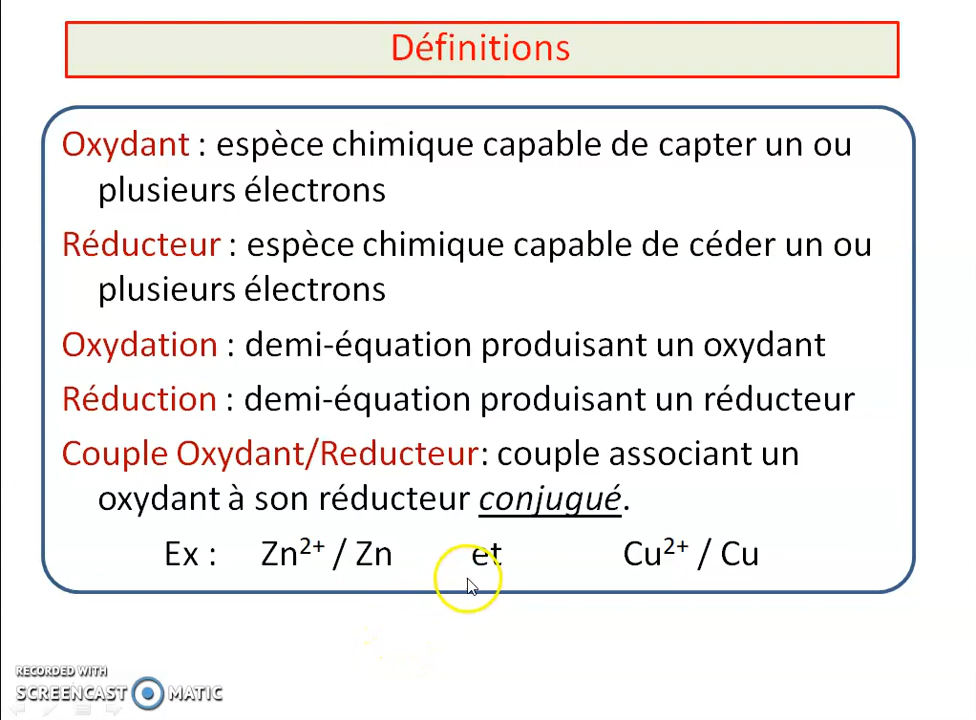 Définitions
Oxydant : espèce chimique capable de capter un ou
plusieurs électrons
Réducteur : espèce chimique capable de céder un ou
plusieurs électrons
Oxydation : demi-équation produisant un oxydant
Réduction : demi-équation produisant un réducteur
Couple Oxydant/Reducteur: couple associant un
oxydant à son réducteur conjugué.
Ex : Zn²⁺ / Zn et Cu²⁺ / Cu
RECORDED WITH
SCREENCAST MATIC